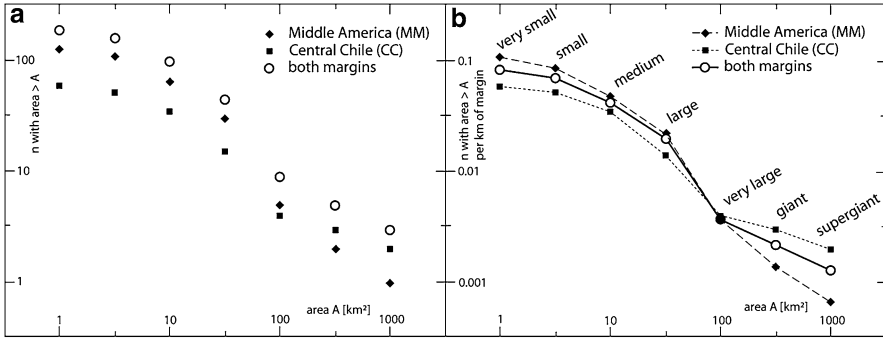 a
Middle America (MM)
Central Chile (CC)
both margins
n with area > A
100
10
1
1
10
100
1000
area A [km²]
b
Middle America (MM)
Central Chile (CC)
both margins
n with area > A
per km of margin
0.1
0.01
0.001
very small
small
medium
large
very large
giant
supergiant
1
10
100
1000
area A [km²]